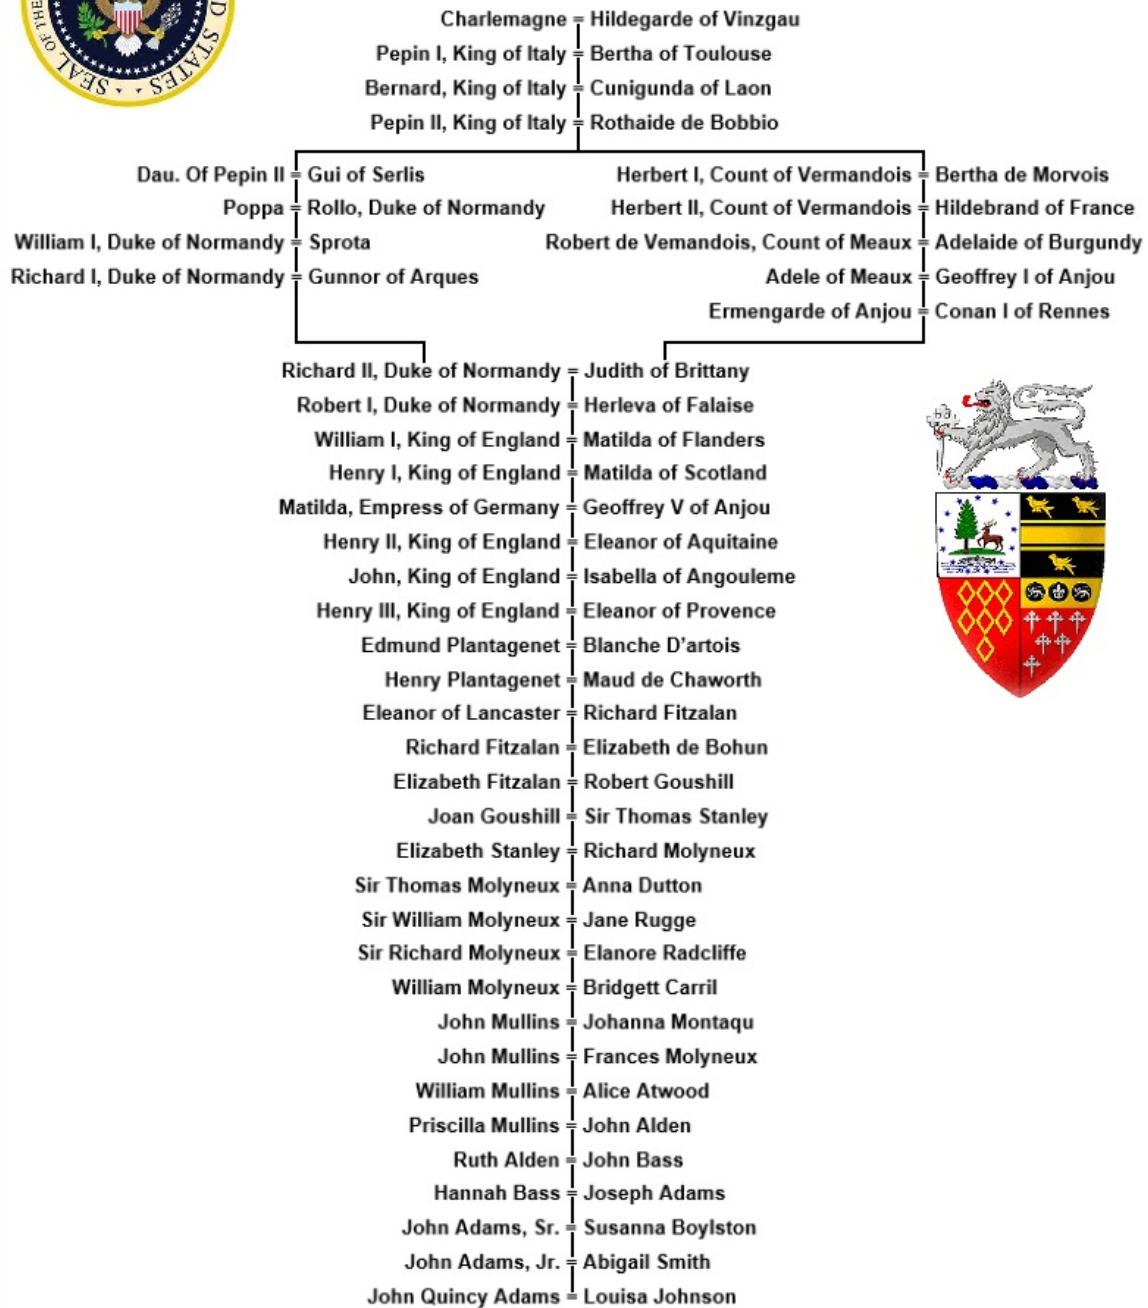 SEAL OF THE
D STATES
Charlemagne = Hildegarde of Vinzgau
Pepin I, King of Italy = Bertha of Toulouse
Bernard, King of Italy = Cunigunda of Laon
Pepin II, King of Italy = Rothaide de Bobbio
Dau. Of Pepin II = Gui of Serlis
Herbert I, Count of Vermandois = Bertha de Morvois
Poppa = Rollo, Duke of Normandy
Herbert II, Count of Vermandois = Hildebrand of France
William I, Duke of Normandy = Sprota
Robert de Vemandois, Count of Meaux = Adelaide of Burgundy
Richard I, Duke of Normandy = Gunnor of Arques
Adele of Meaux = Geoffrey I of Anjou
Ermengarde of Anjou = Conan I of Rennes
Richard II, Duke of Normandy = Judith of Brittany
Robert I, Duke of Normandy = Herleva of Falaise
William I, King of England = Matilda of Flanders
Henry I, King of England = Matilda of Scotland
Matilda, Empress of Germany = Geoffrey V of Anjou
Henry II, King of England = Eleanor of Aquitaine
John, King of England = Isabella of Angouleme
Henry III, King of England = Eleanor of Provence
Edmund Plantagenet = Blanche D'artois
Henry Plantagenet = Maud de Chaworth
Eleanor of Lancaster = Richard Fitzalan
Richard Fitzalan = Elizabeth de Bohun
Elizabeth Fitzalan = Robert Goushill
Joan Goushill = Sir Thomas Stanley
Elizabeth Stanley = Richard Molyneux
Sir Thomas Molyneux = Anna Dutton
Sir William Molyneux = Jane Rugge
Sir Richard Molyneux = Elanore Radcliffe
William Molyneux = Bridgett Carril
John Mullins = Johanna Montaqu
John Mullins = Frances Molyneux
William Mullins = Alice Atwood
Priscilla Mullins = John Alden
Ruth Alden = John Bass
Hannah Bass = Joseph Adams
John Adams, Sr. = Susanna Boylston
John Adams, Jr. = Abigail Smith
John Quincy Adams = Louisa Johnson